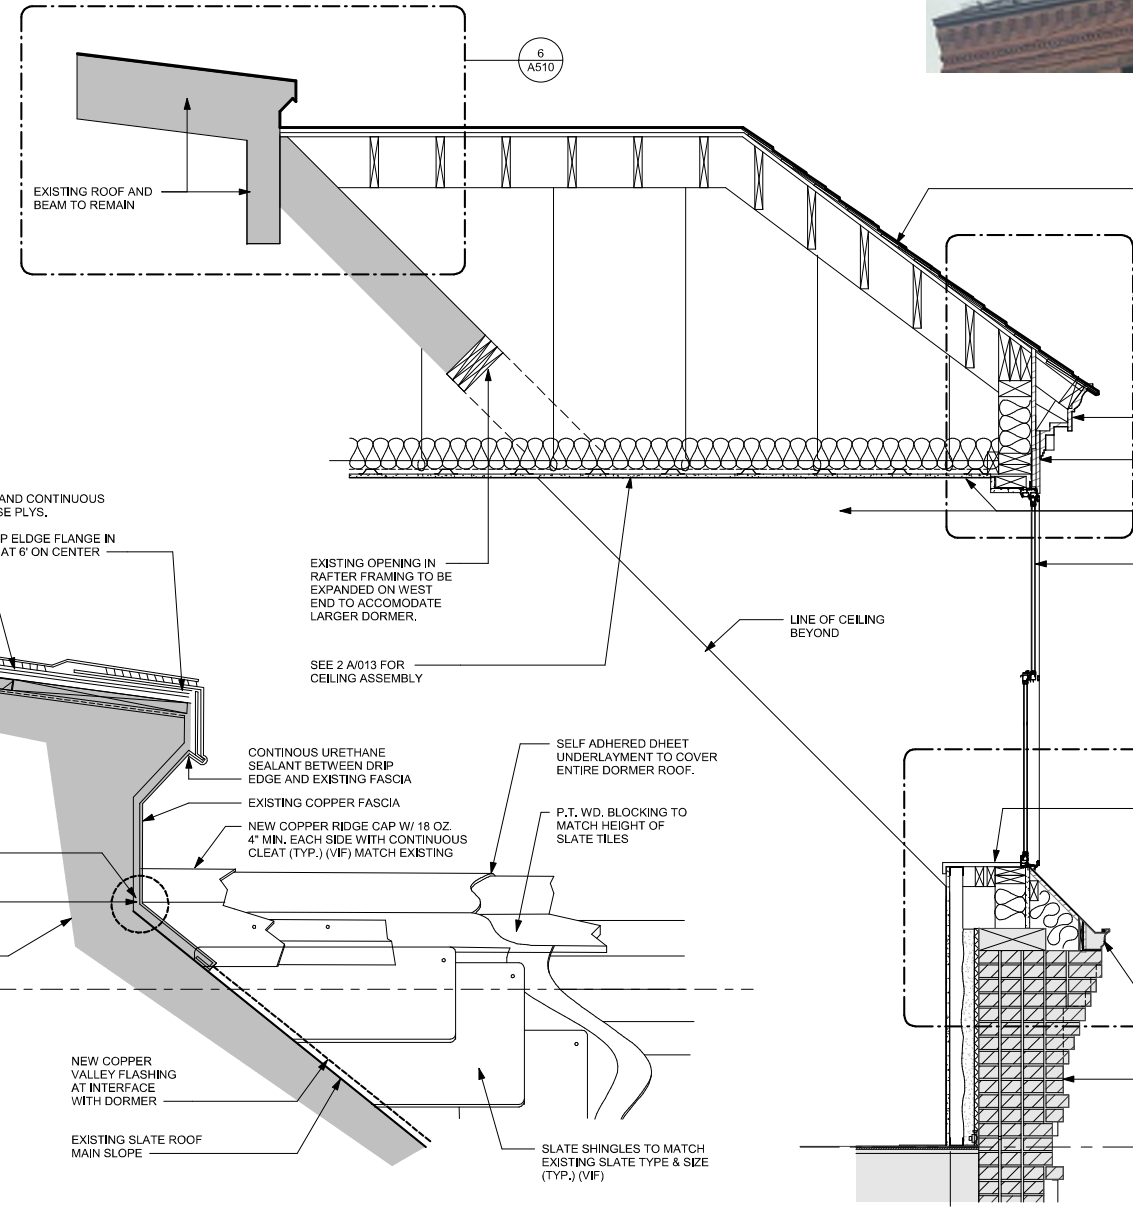 6
A510
EXISTING ROOF AND
BEAM TO REMAIN
AND CONTINUOUS
SE PLYS.
P ELDGE FLANGE IN
AT 6' ON CENTER
EXISTING OPENING IN
RAFTER FRAMING TO BE
EXPANDED ON WEST
END TO ACCOMODATE
LARGER DORMER.
SEE 2 A/013 FOR
CEILING ASSEMBLY
LINE OF CEILING
BEYOND
CONTINOUS URETHANE
SEALANT BETWEEN DRIP
EDGE AND EXISTING FASCIA
EXISTING COPPER FASCIA
NEW COPPER RIDGE CAP W/ 18 OZ.
4" MIN. EACH SIDE WITH CONTINUOUS
CLEAT (TYP.) (VIF) MATCH EXISTING
SELF ADHERED DHEET
UNDERLAYMENT TO COVER
ENTIRE DORMER ROOF.
P.T. WD. BLOCKING TO
MATCH HEIGHT OF
SLATE TILES
NEW COPPER
VALLEY FLASHING
AT INTERFACE
WITH DORMER
EXISTING SLATE ROOF
MAIN SLOPE
SLATE SHINGLES TO MATCH
EXISTING SLATE TYPE & SIZE
(TYP.) (VIF)